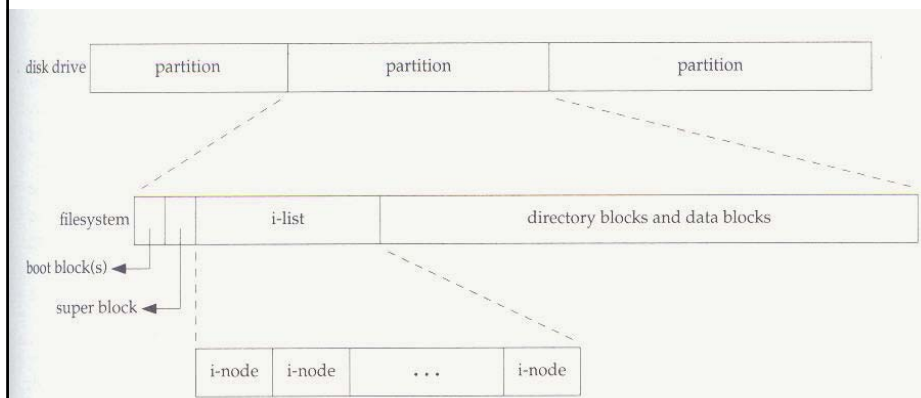 disk drive partition partition partition
filesystem i-list directory blocks and data blocks
boot block(s)
super block
i-node i-node ... i-node